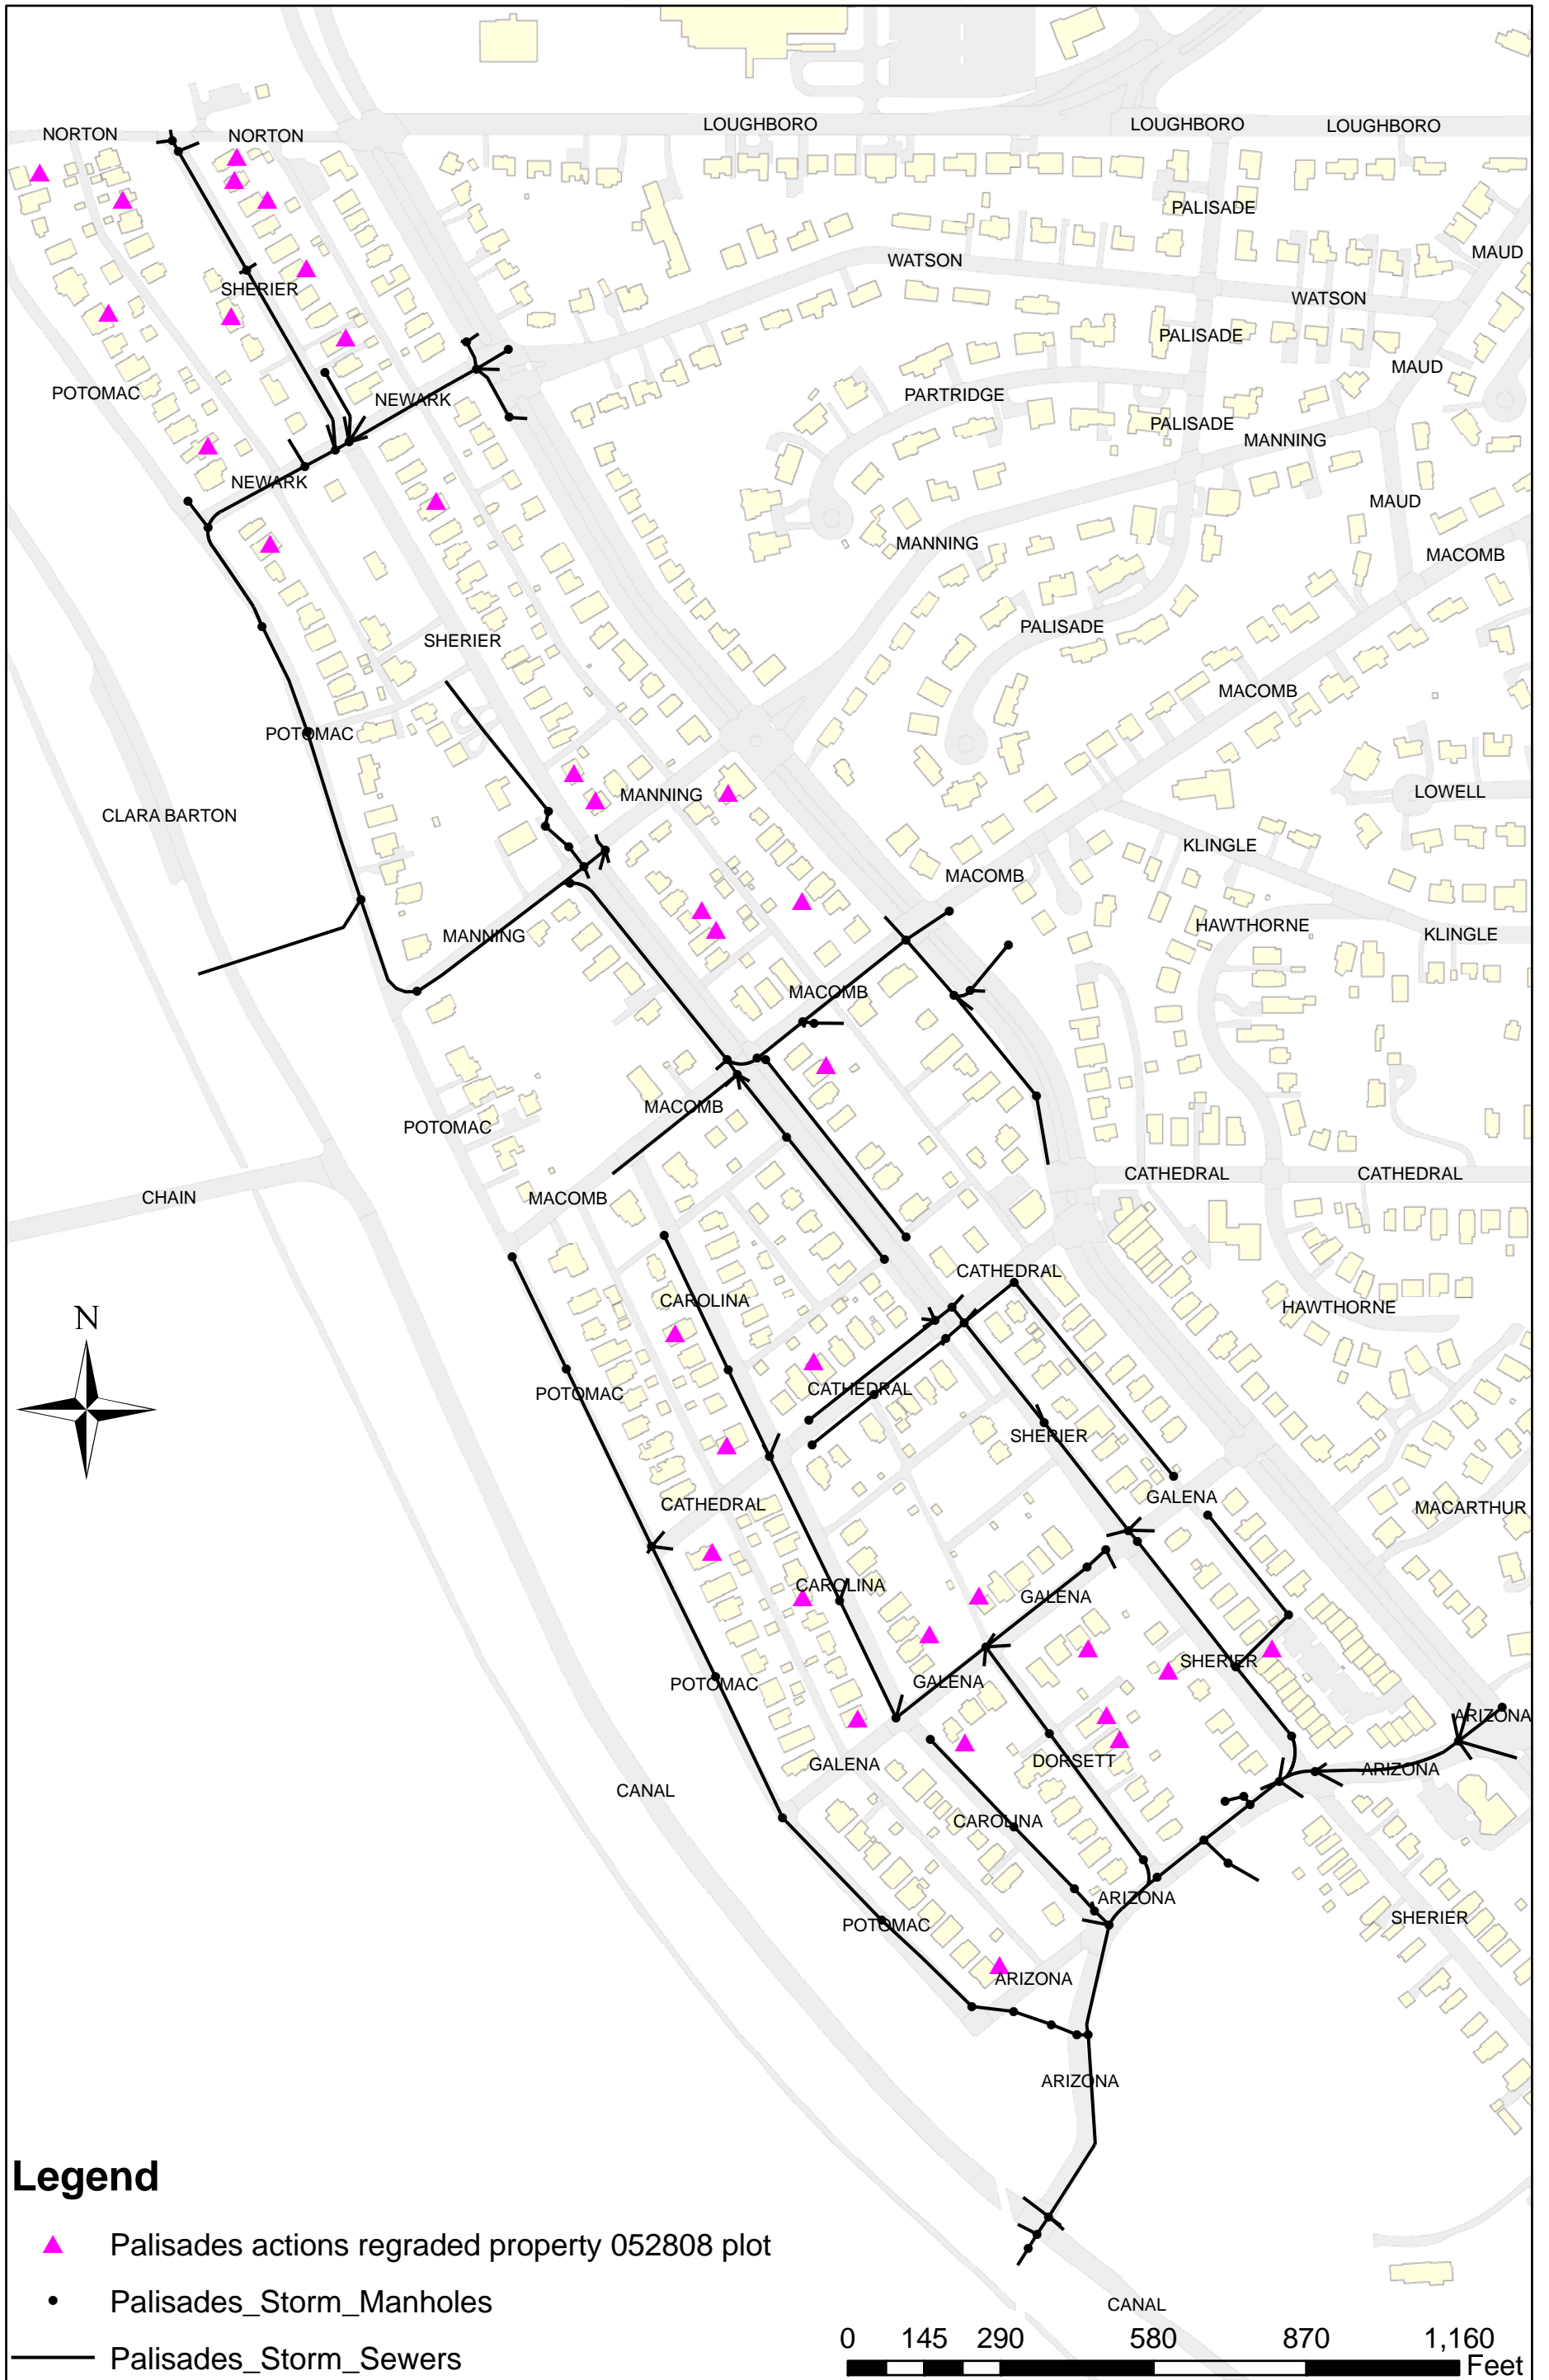 LOUGHBORO LOUGHBORO LOUGHBORO
NORTON NORTON
PALISADE
MAUD
WATSON
SHERIER
WATSON
PALISADE
MAUD
POTOMAC
PARTRIDGE
NEWARK
PALISADE
MANNING
NEWARK
MAUD
MANNING
MACOMB
PALISADE
SHERIER
MACOMB
POTOMAC
LOWELL
MANNING
CLARA BARTON
KLINGLE
MACOMB
HAWTHORNE
KLINGLE
MANNING
MACOMB
MACOMB
POTOMAC
CATHEDRAL CATHEDRAL
CHAIN
MACOMB
CATHEDRAL
CAROLINA
HAWTHORNE
N
CATHEDRAL
POTOMAC
SHERIER
GALENA
CATHEDRAL
MACARTHUR
CAROLINA
GALENA
SHERIER
GALENA
POTOMAC
ARIZONA
DORSETT
GALENA
ARIZONA
CANAL
CAROLINA
ARIZONA
SHERIER
POTOMAC
ARIZONA
ARIZONA
CANAL
Legend
Palisades actions regraded property 052808 plot
Palisades_Storm_Manholes
Palisades_Storm_Sewers
0 145 290 580 870 1,160
Feet